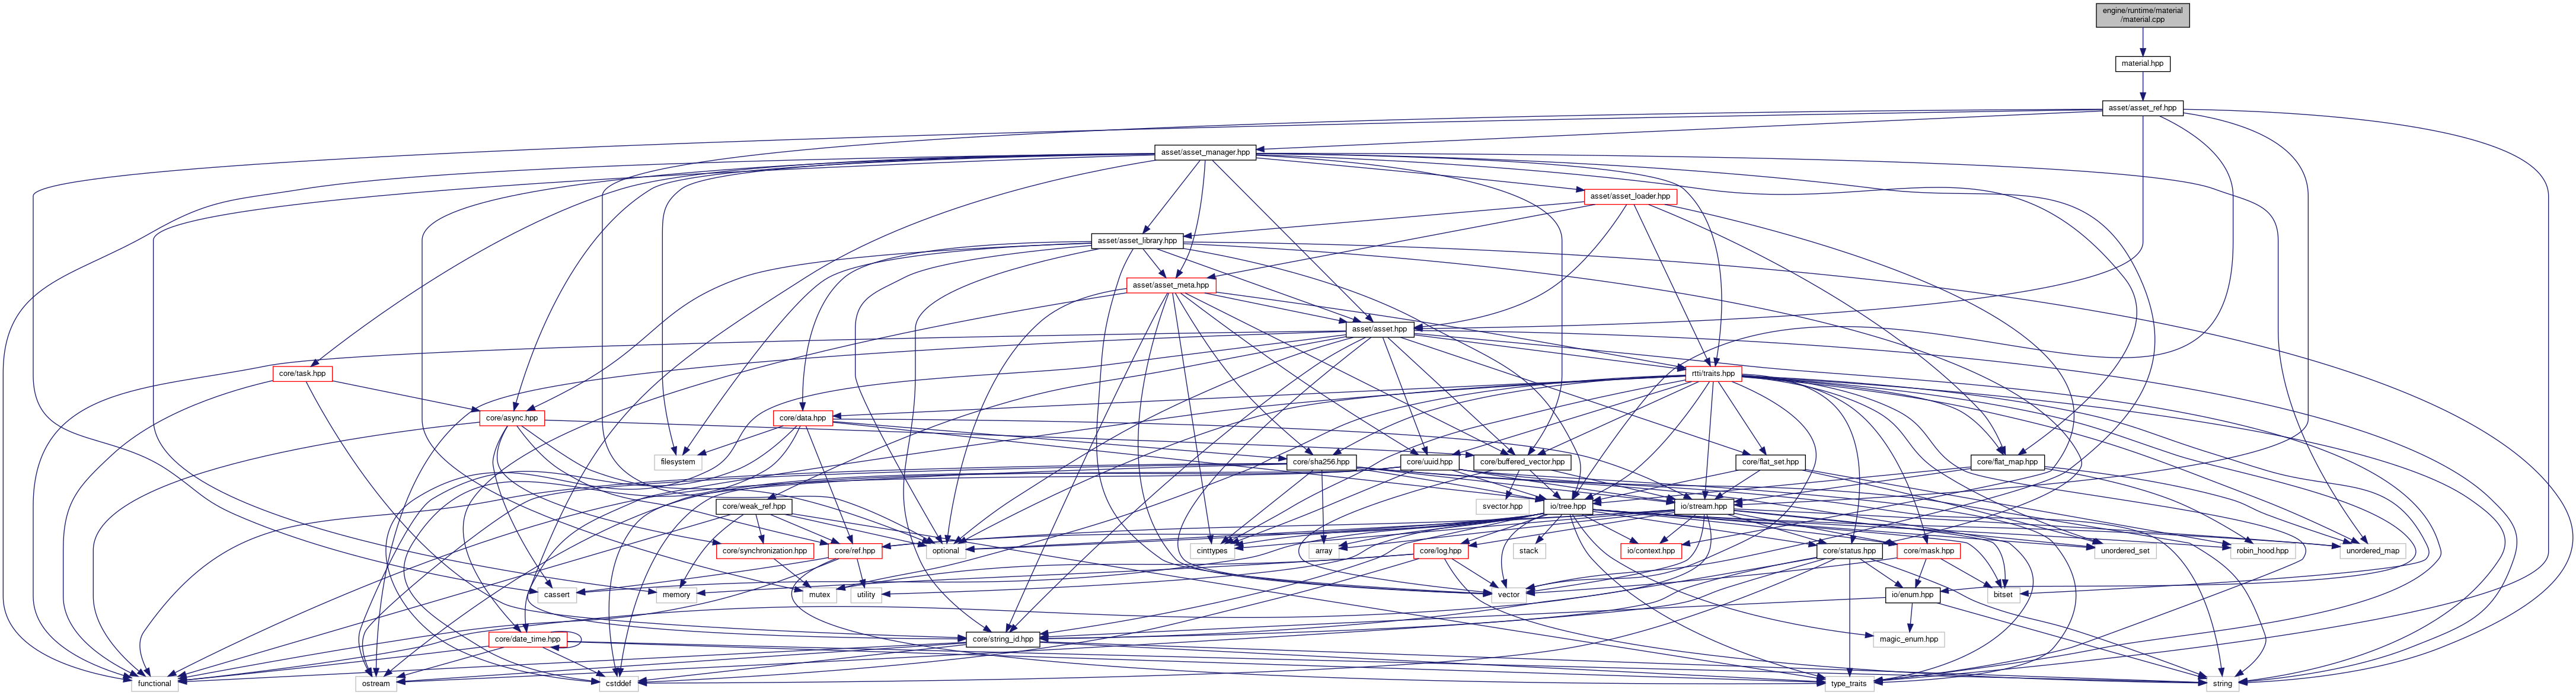 engine/runtime/material
/material.cpp
material.hpp
asset/asset_ref.hpp
asset/asset_manager.hpp
asset/asset_loader.hpp
asset/asset_library.hpp
asset/asset_meta.hpp
asset/asset.hpp
core/task.hpp
rtti/traits.hpp
core/async.hpp
core/data.hpp
filesystem
core/sha256.hpp
core/uuid.hpp
core/buffered_vector.hpp
core/flat_set.hpp
core/flat_map.hpp
core/weak_ref.hpp
svector.hpp
io/tree.hpp
io/stream.hpp
core/synchronization.hpp
core/ref.hpp
optional
cinttypes
array
core/log.hpp
stack
io/context.hpp
core/status.hpp
core/mask.hpp
unordered_set
robin_hood.hpp
unordered_map
cassert
memory
mutex
utility
vector
io/enum.hpp
bitset
core/date_time.hpp
core/string_id.hpp
magic_enum.hpp
functional
ostream
cstddef
type_traits
string